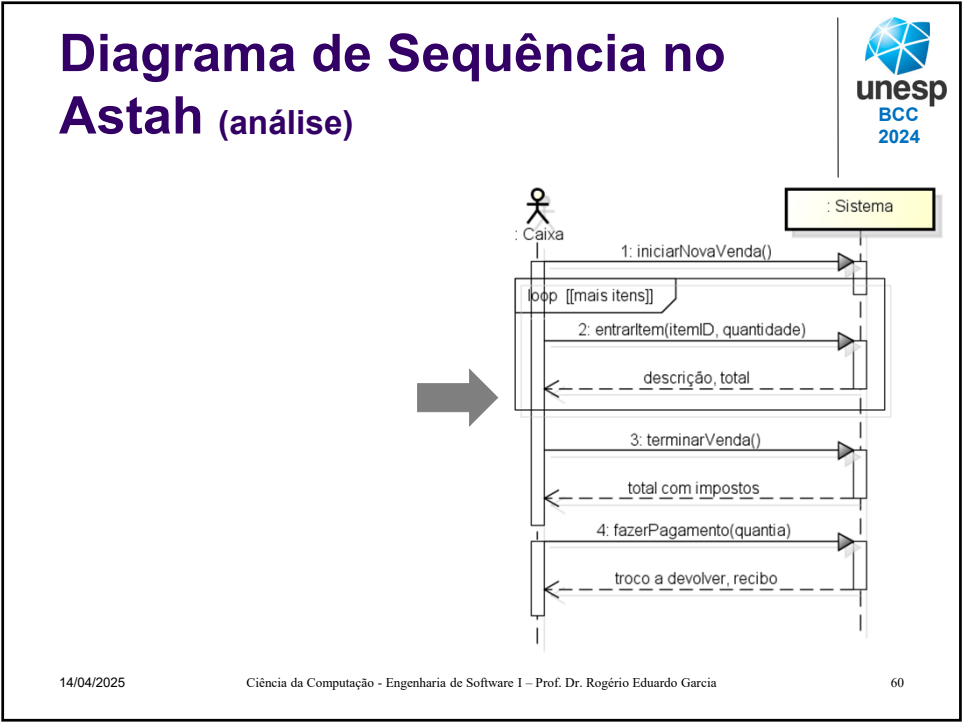 Diagrama de Sequência no
Astah (análise)
unesp
BCC
2024
: Caixa
: Sistema
1: iniciarNovaVenda()
loop [[mais itens]]
2: entrarItem(itemID, quantidade)
descrição, total
3: terminarVenda()
total com impostos
4: fazerPagamento(quantia)
troco a devolver, recibo
14/04/2025
Ciência da Computação - Engenharia de Software I – Prof. Dr. Rogério Eduardo Garcia
60